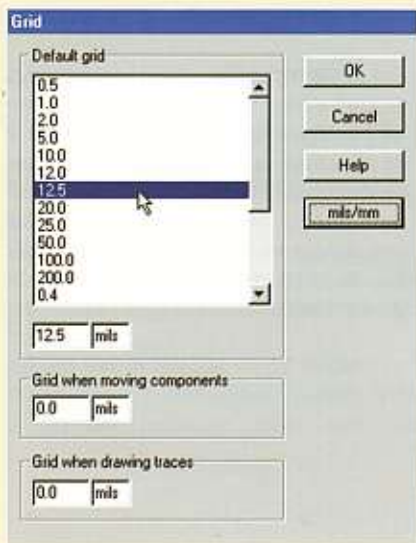 Grid
Default grid
0.5
1.0
2.0
5.0
10.0
12.0
12.5
20.0
25.0
50.0
100.0
200.0
0.4
12.5 mils
Grid when moving components
0.0 mils
Grid when drawing traces
0.0 mils
OK
Cancel
Help
mils/mm